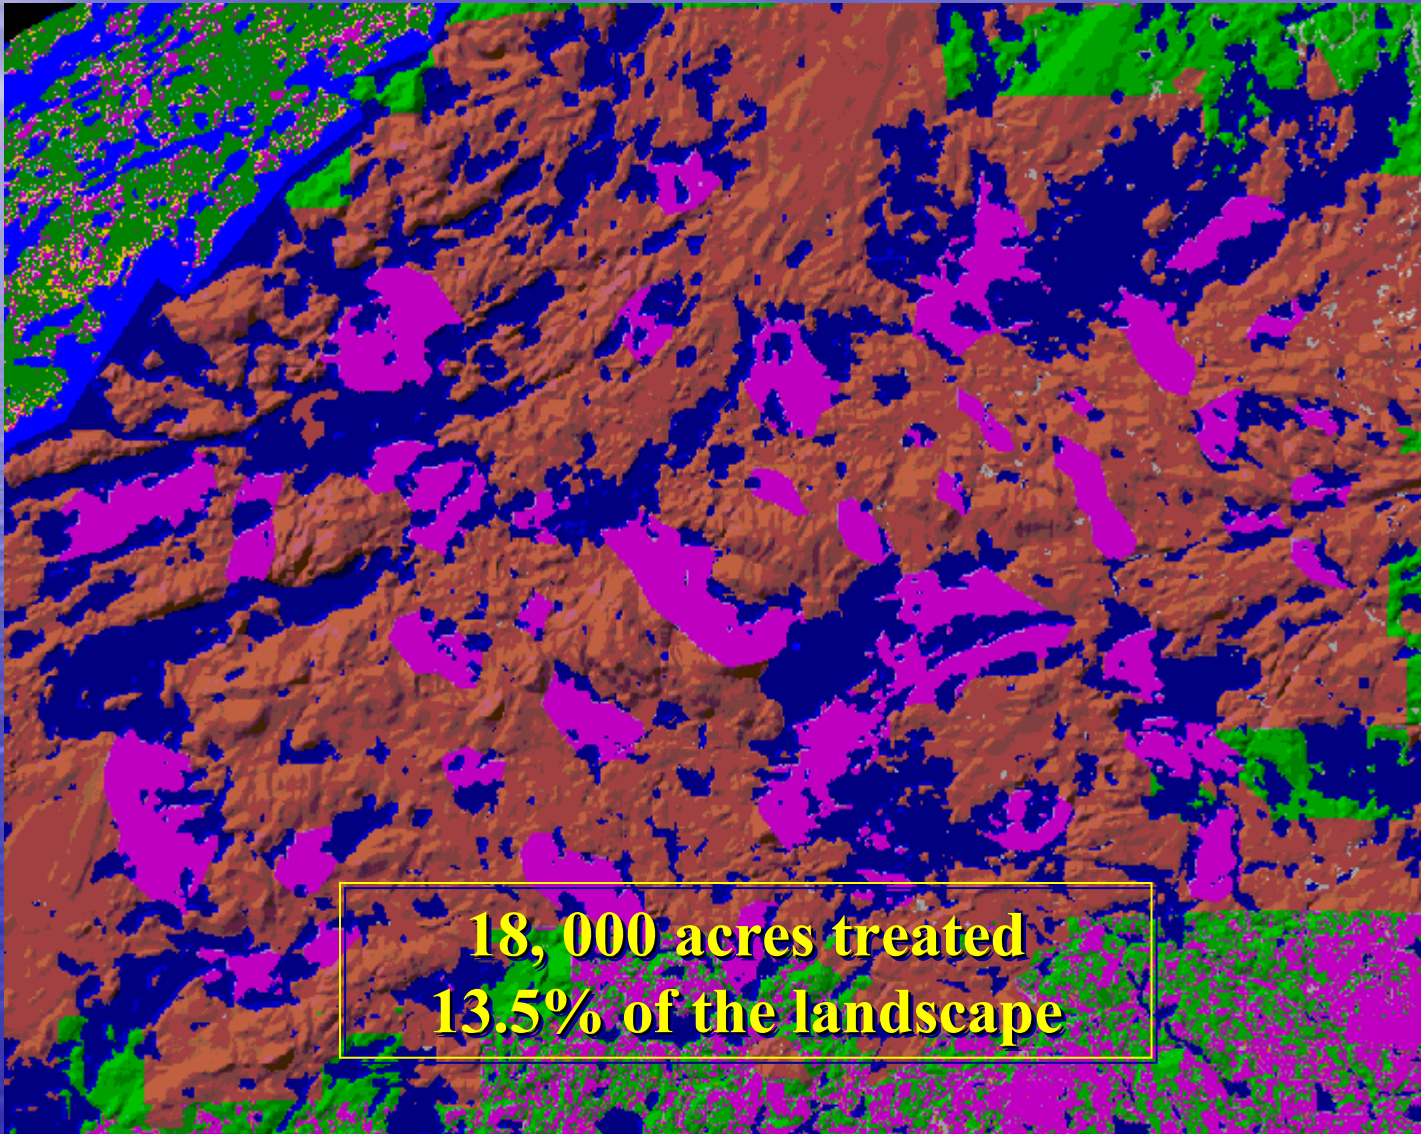 18, 000 acres treated
13.5% of the landscape